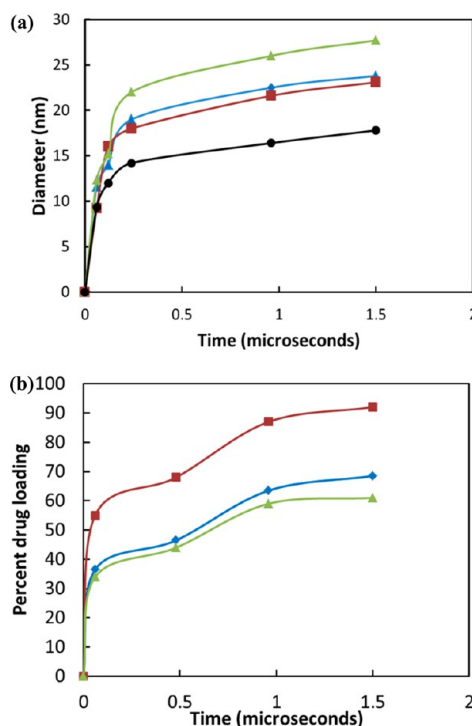 (a)
30
25
20
15
10
5
0
Diameter (nm)
0 0.5 1 1.5 2
Time (microseconds)
(b)
100
90
80
70
60
50
40
30
20
10
0
Percent drug loading
0 0.5 1 1.5 2
Time (microseconds)